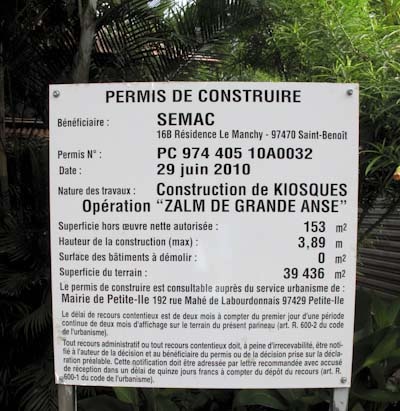 PERMIS DE CONSTRUIRE
Bénéficiaire : SEMAC
16B Résidence Le Manchy - 97470 Saint-Benoît
Permis N° : PC 974 405 10A0032
Date : 29 juin 2010
Nature des travaux : Construction de KIOSQUES
Opération "ZALM DE GRANDE ANSE"
Superficie hors œuvre nette autorisée : 153 m2
Hauteur de la construction (max) : 3,89 m
Surface des bâtiments à démolir : 0 m2
Superficie du terrain : 39 436 m2
Le permis de construire est consultable auprès du service urbanisme de :
Mairie de Petite-Ile 192 rue Mahé de Labourdonnais 97429 Petite-Ile
Le délai de recours contentieux est de deux mois à compter du premier jour d'une période
continue de deux mois d'affichage sur le terrain du présent parineau (art. R. 600-2 du code
de l'urbanisme).
Tout recours administratif ou tout recours contentieux doit, a peine d'irrecevabilité, être noti-
fié à l'auteur de la décision et au bénéficiaire du permis ou de la décision prise sur la décla-
ration préalable. Cette notification doit être adressée par lettre recommandée avec accusé
de réception dans un délai de quinze jours francs à compter du dépôt du recours (art. R.
600-1 du code de l'urbanisme).